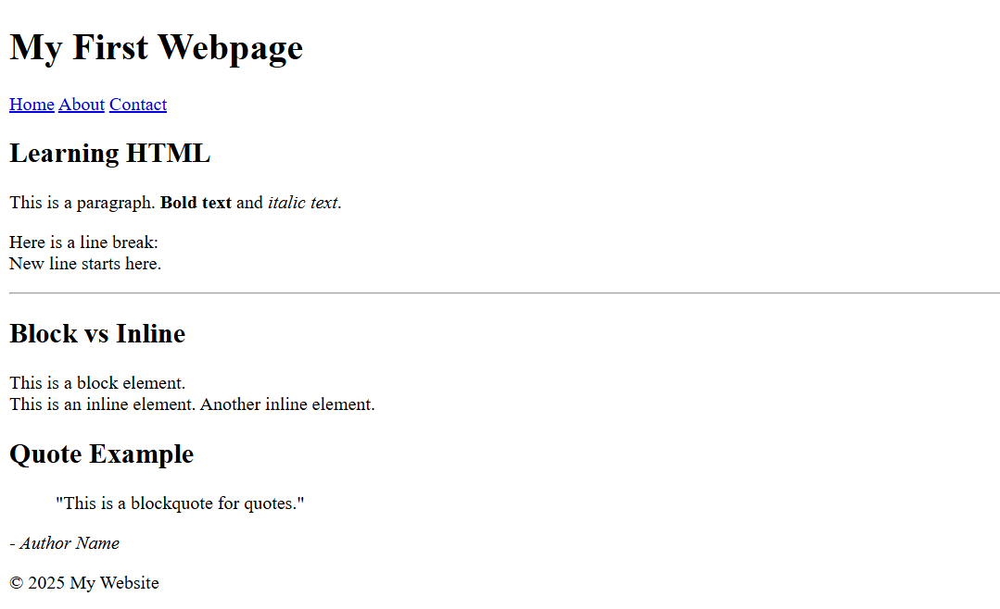 My First Webpage
Home About Contact
Learning HTML
This is a paragraph. Bold text and italic text.
Here is a line break:
New line starts here.
Block vs Inline
This is a block element.
This is an inline element. Another inline element.
Quote Example
"This is a blockquote for quotes."
- Author Name
© 2025 My Website